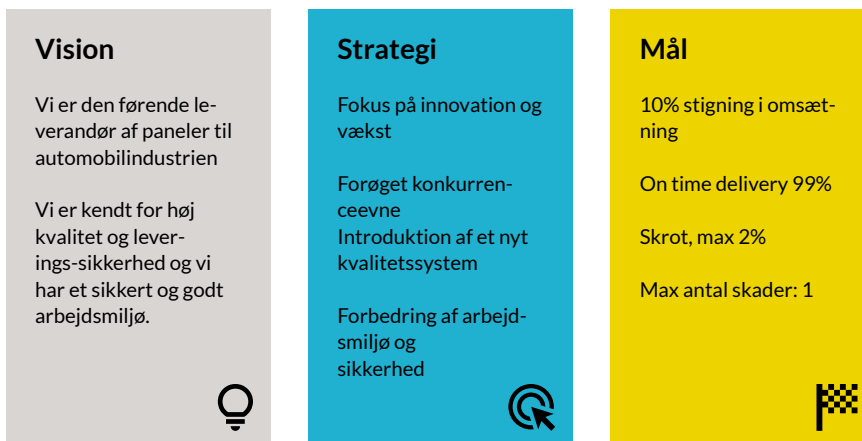 Vision
Vi er den førende le-
verandør af paneler til
automobilindustrien
Vi er kendt for høj
kvalitet og lever-
ings-sikkerhed og vi
har et sikkert og godt
arbejdsmiljø.
Strategi
Fokus på innovation og
vækst
Forøget konkurren-
ceevne
Introduktion af et nyt
kvalitetssystem
Forbedring af arbejd-
smiljø og
sikkerhed
Mål
10% stigning i omsæt-
ning
On time delivery 99%
Skrot, max 2%
Max antal skader: 1